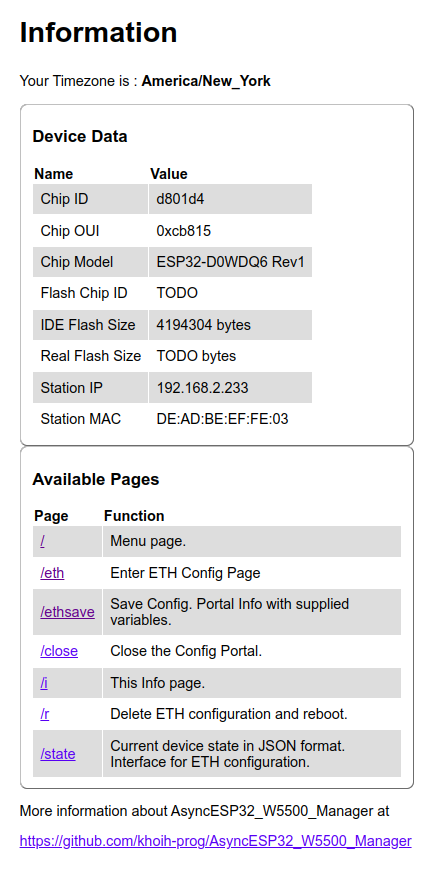 Information
Your Timezone is : America/New_York
Device Data
Name Value
Chip ID d801d4
Chip OUI 0xcb815
Chip Model ESP32-D0WDQ6 Rev1
Flash Chip ID TODO
IDE Flash Size 4194304 bytes
Real Flash Size TODO bytes
Station IP 192.168.2.233
Station MAC DE:AD:BE:EF:FE:03
Available Pages
Page Function
/ Menu page.
/eth Enter ETH Config Page
/ethsave Save Config. Portal Info with supplied
variables.
/close Close the Config Portal.
/i This Info page.
/r Delete ETH configuration and reboot.
/state Current device state in JSON format.
Interface for ETH configuration.
More information about AsyncESP32_W5500_Manager at
https://github.com/khoih-prog/AsyncESP32_W5500_Manager